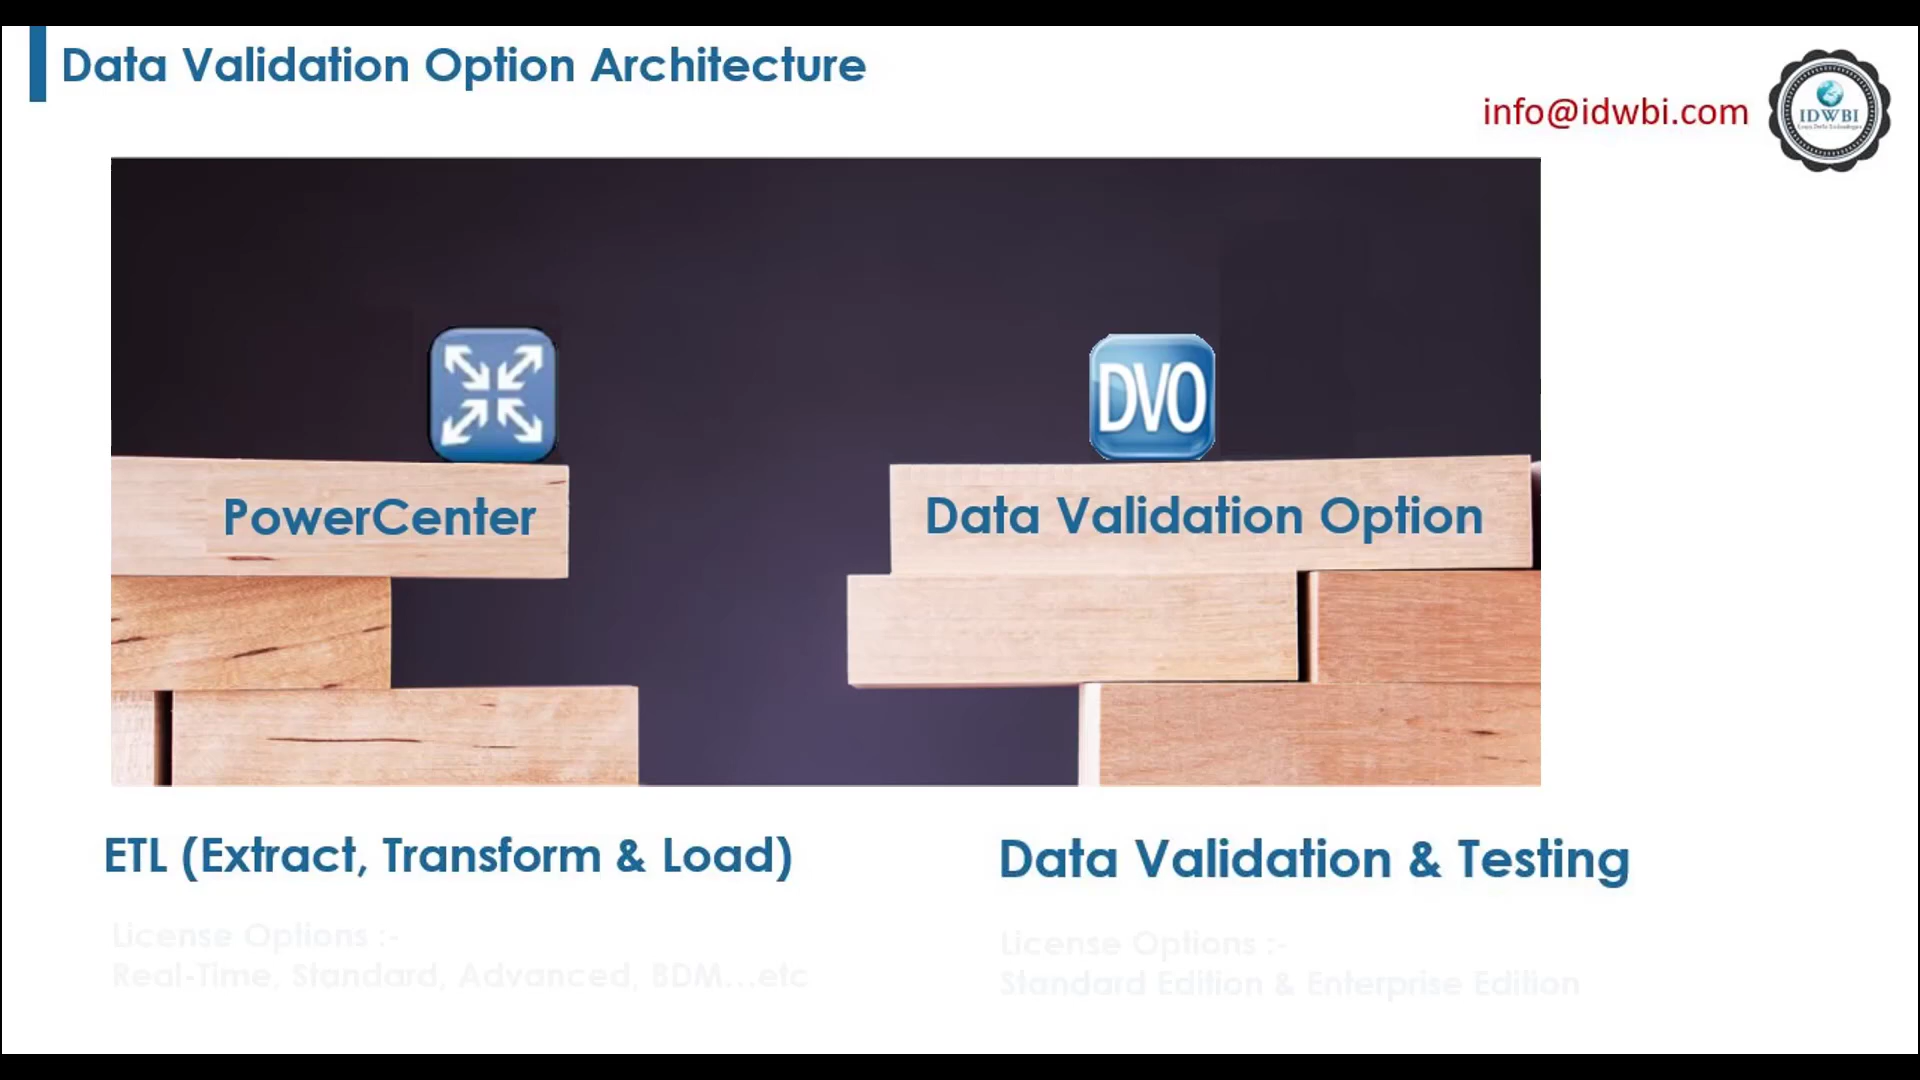 Data Validation Option Architecture
info@idwbi.com
IDWBI
DVO
PowerCenter
Data Validation Option
ETL (Extract, Transform & Load)
Data Validation & Testing
License Options :-
Real-Time, Standard, Advanced, BDM...etc
License Options :-
Standard Edition & Enterprise Edition